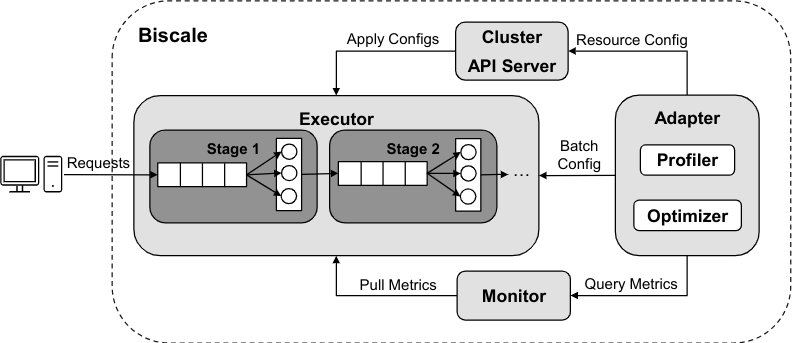 Biscale
Cluster
API Server
Apply Configs
Resource Config
Executor
Adapter
Stage 1
Stage 2
Requests
...
Batch
Config
Profiler
Optimizer
Pull Metrics
Monitor
Query Metrics